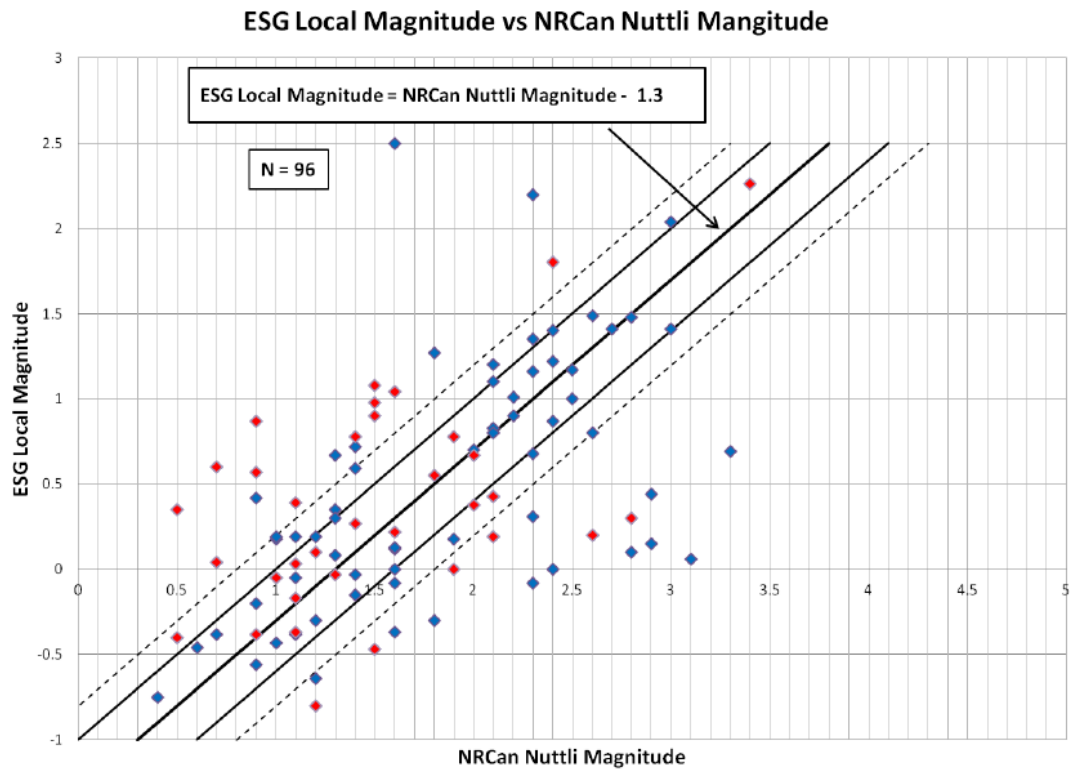 ESG Local Magnitude vs NRCan Nuttli Mangitude
3
ESG Local Magnitude = NRCan Nuttli Magnitude - 1.3
2.5
N = 96
2
1.5
ESG Local Magnitude
1
0.5
0
0 0.5 1 1.5 2 2.5 3 3.5 4 4.5 5
-0.5
-1
NRCan Nuttli Magnitude